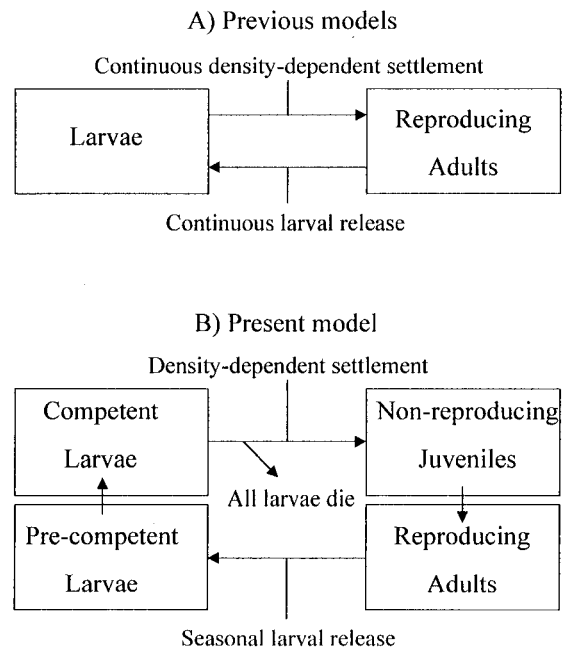 A) Previous models
Continuous density-dependent settlement
Larvae
Reproducing
Adults
Continuous larval release
B) Present model
Density-dependent settlement
Competent
Larvae
Non-reproducing
Juveniles
All larvae die
Pre-competent
Larvae
Reproducing
Adults
Seasonal larval release